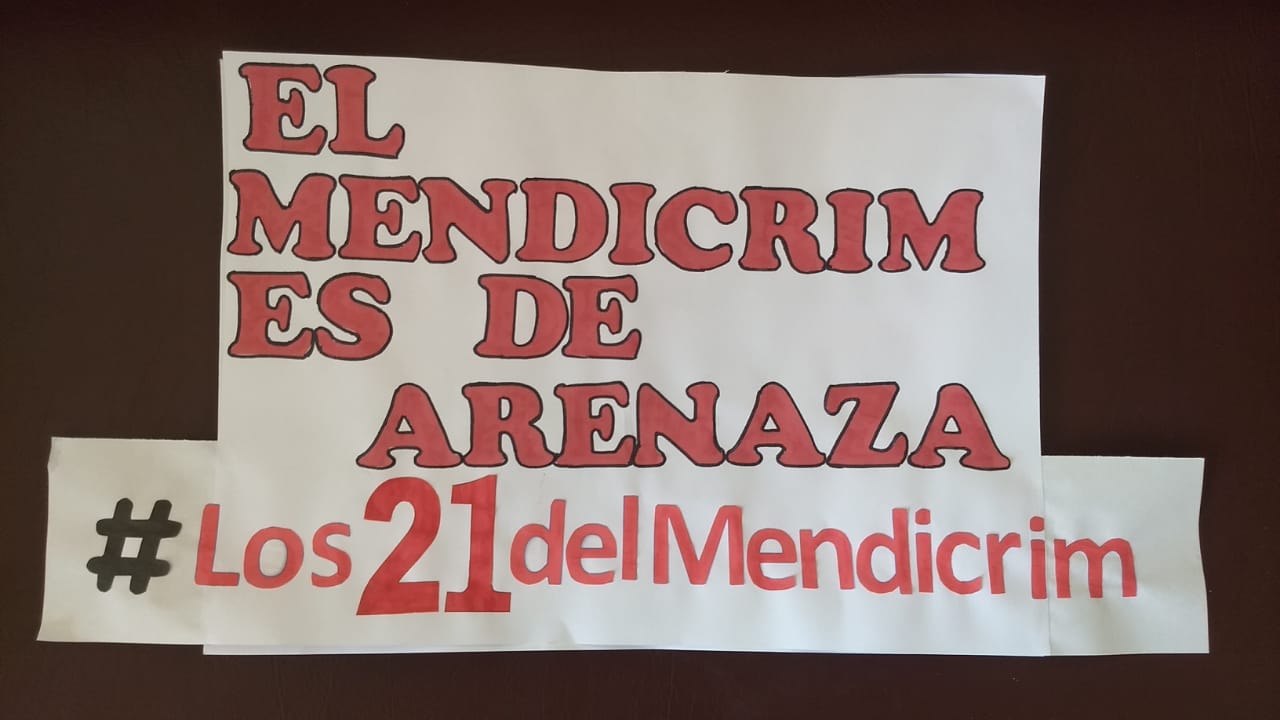 EL
MENDICRIM
ES DE
ARENAZA
#Los21delMendicrim